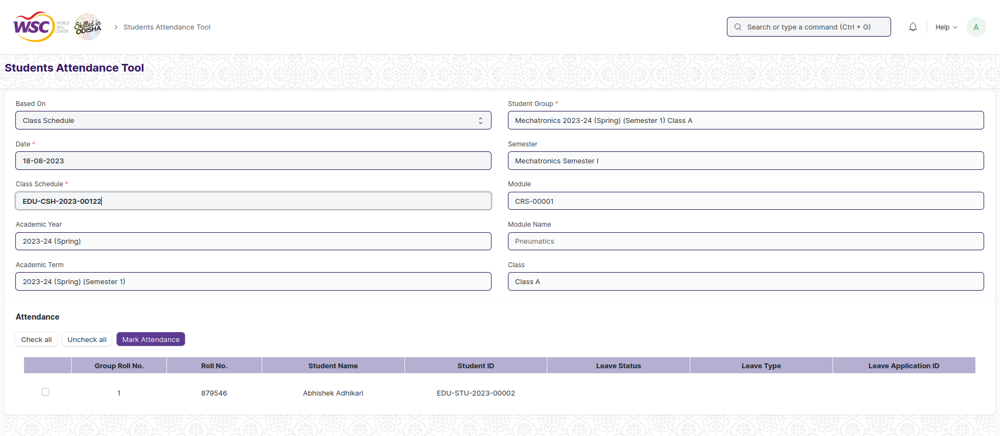 WSC WORLD SKILL CENTER
Skilled in ODISHA
Students Attendance Tool
Search or type a command (Ctrl + G)
Help
A
Students Attendance Tool
Based On
Class Schedule
Date *
18-08-2023
Class Schedule *
EDU-CSH-2023-00122
Academic Year
2023-24 (Spring)
Academic Term
2023-24 (Spring) (Semester 1)
Student Group *
Mechatronics 2023-24 (Spring) (Semester 1) Class A
Semester
Mechatronics Semester I
Module
CRS-00001
Module Name
Pneumatics
Class
Class A
Attendance
Check all Uncheck all Mark Attendance
Group Roll No. Roll No. Student Name Student ID Leave Status Leave Type Leave Application ID
1 879546 Abhishek Adhikari EDU-STU-2023-00002